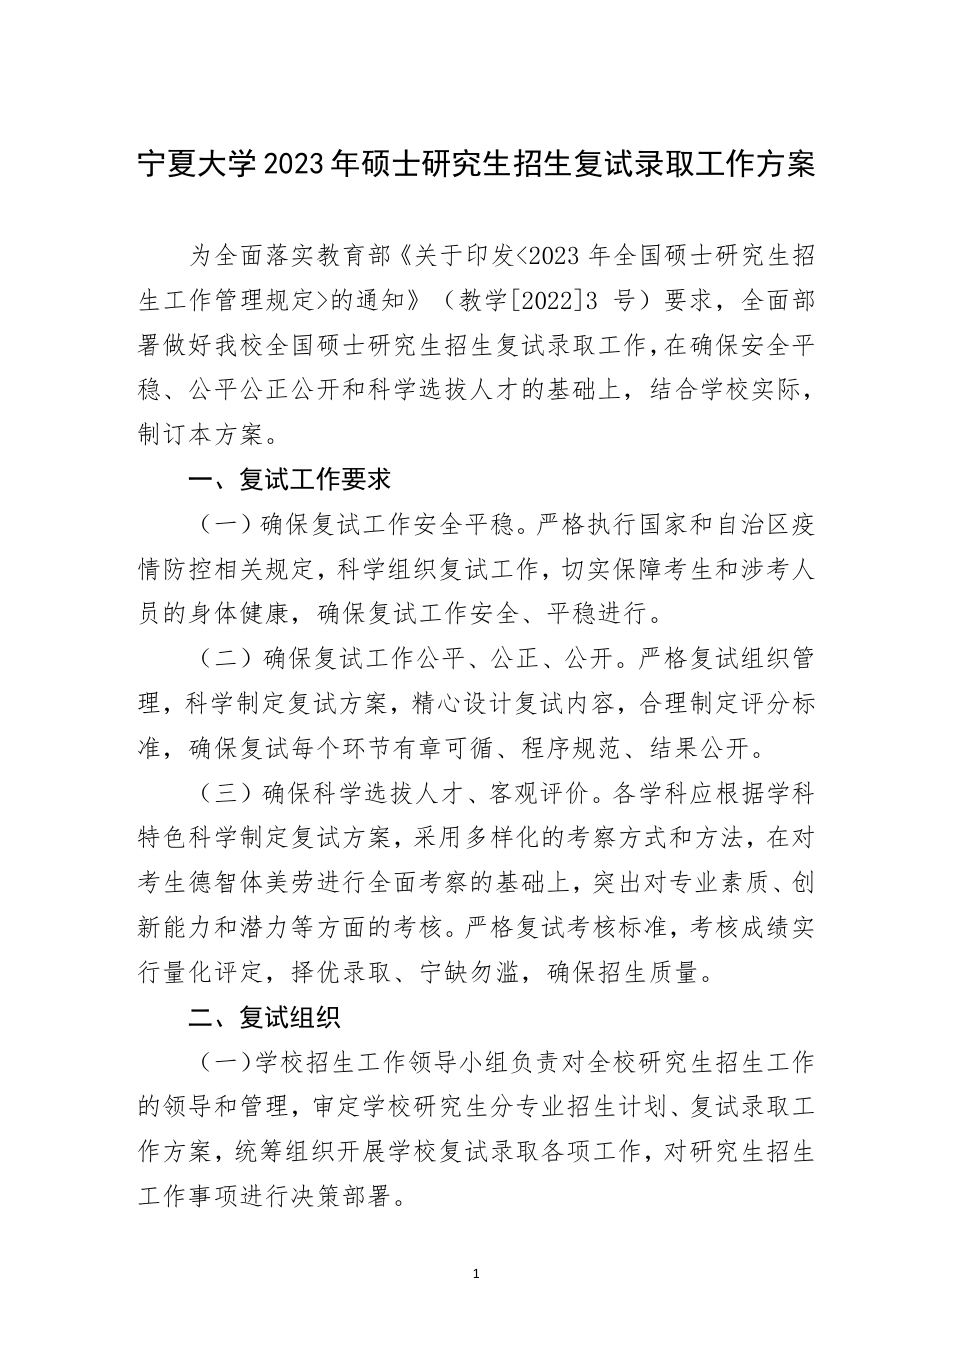 宁夏大学 2023 年硕士研究生招生复试录取工作方案
为全面落实教育部《关于印发<2023 年全国硕士研究生招
生工作管理规定>的通知》（教学[2022]3 号）要求，全面部
署做好我校全国硕士研究生招生复试录取工作，在确保安全平
稳、公平公正公开和科学选拔人才的基础上，结合学校实际，
制订本方案。
一、复试工作要求
（一）确保复试工作安全平稳。严格执行国家和自治区疫
情防控相关规定，科学组织复试工作，切实保障考生和涉考人
员的身体健康，确保复试工作安全、平稳进行。
（二）确保复试工作公平、公正、公开。严格复试组织管
理，科学制定复试方案，精心设计复试内容，合理制定评分标
准，确保复试每个环节有章可循、程序规范、结果公开。
（三）确保科学选拔人才、客观评价。各学科应根据学科
特色科学制定复试方案，采用多样化的考察方式和方法，在对
考生德智体美劳进行全面考察的基础上，突出对专业素质、创
新能力和潜力等方面的考核。严格复试考核标准，考核成绩实
行量化评定，择优录取、宁缺勿滥，确保招生质量。
二、复试组织
（一）学校招生工作领导小组负责对全校研究生招生工作
的领导和管理，审定学校研究生分专业招生计划、复试录取工
作方案，统筹组织开展学校复试录取各项工作，对研究生招生
工作事项进行决策部署。
1